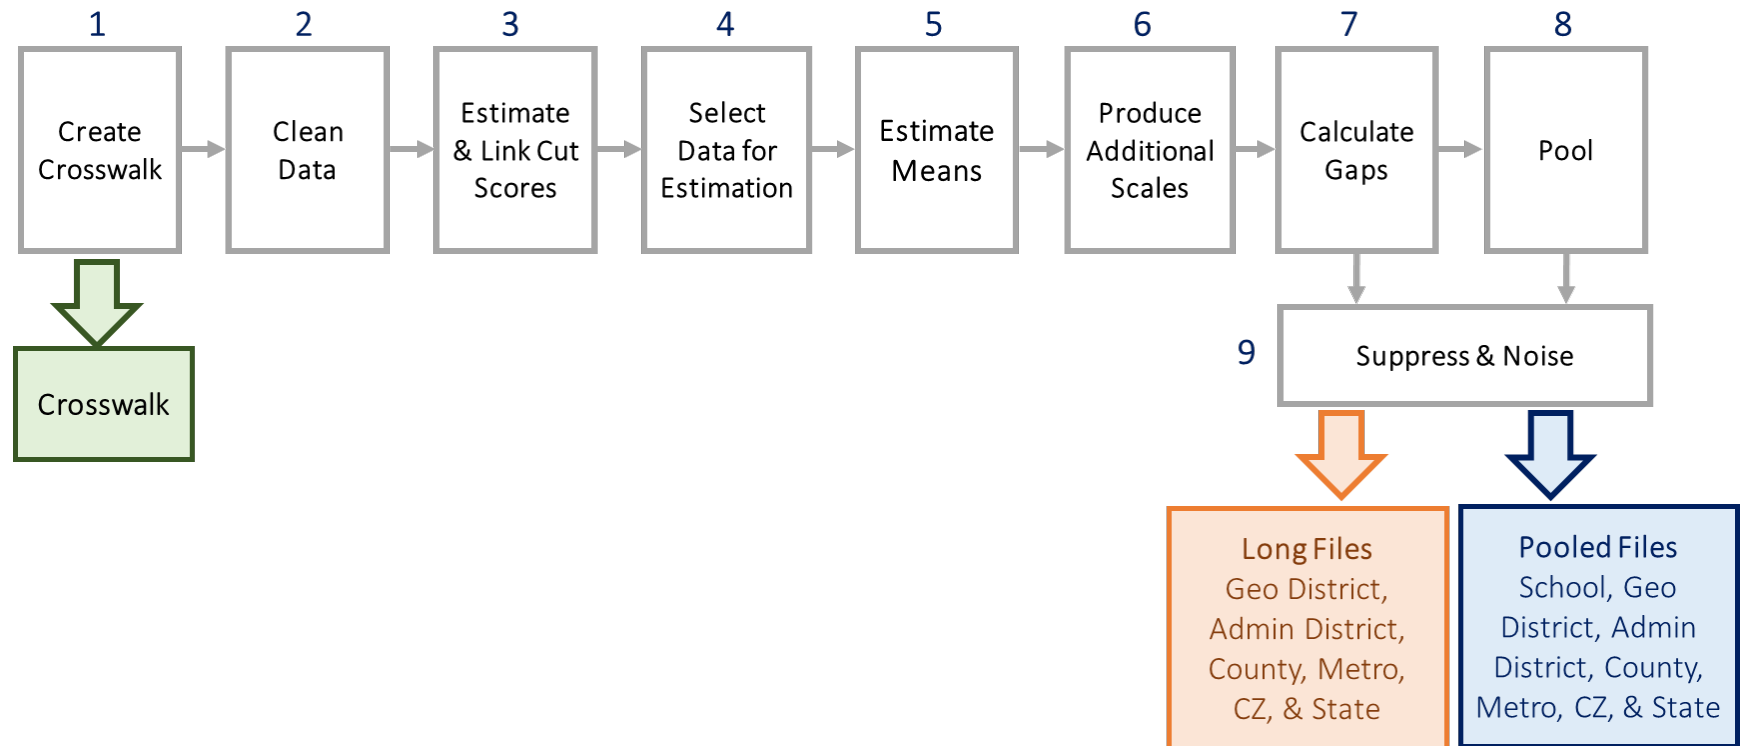 1
2
3
4
5
6
7
8
Create
Crosswalk
Clean
Data
Estimate
& Link Cut
Scores
Select
Data for
Estimation
Estimate
Means
Produce
Additional
Scales
Calculate
Gaps
Pool
9
Suppress & Noise
Crosswalk
Long Files
Geo District,
Admin District,
County, Metro,
CZ, & State
Pooled Files
School, Geo
District, Admin
District, County,
Metro, CZ, & State